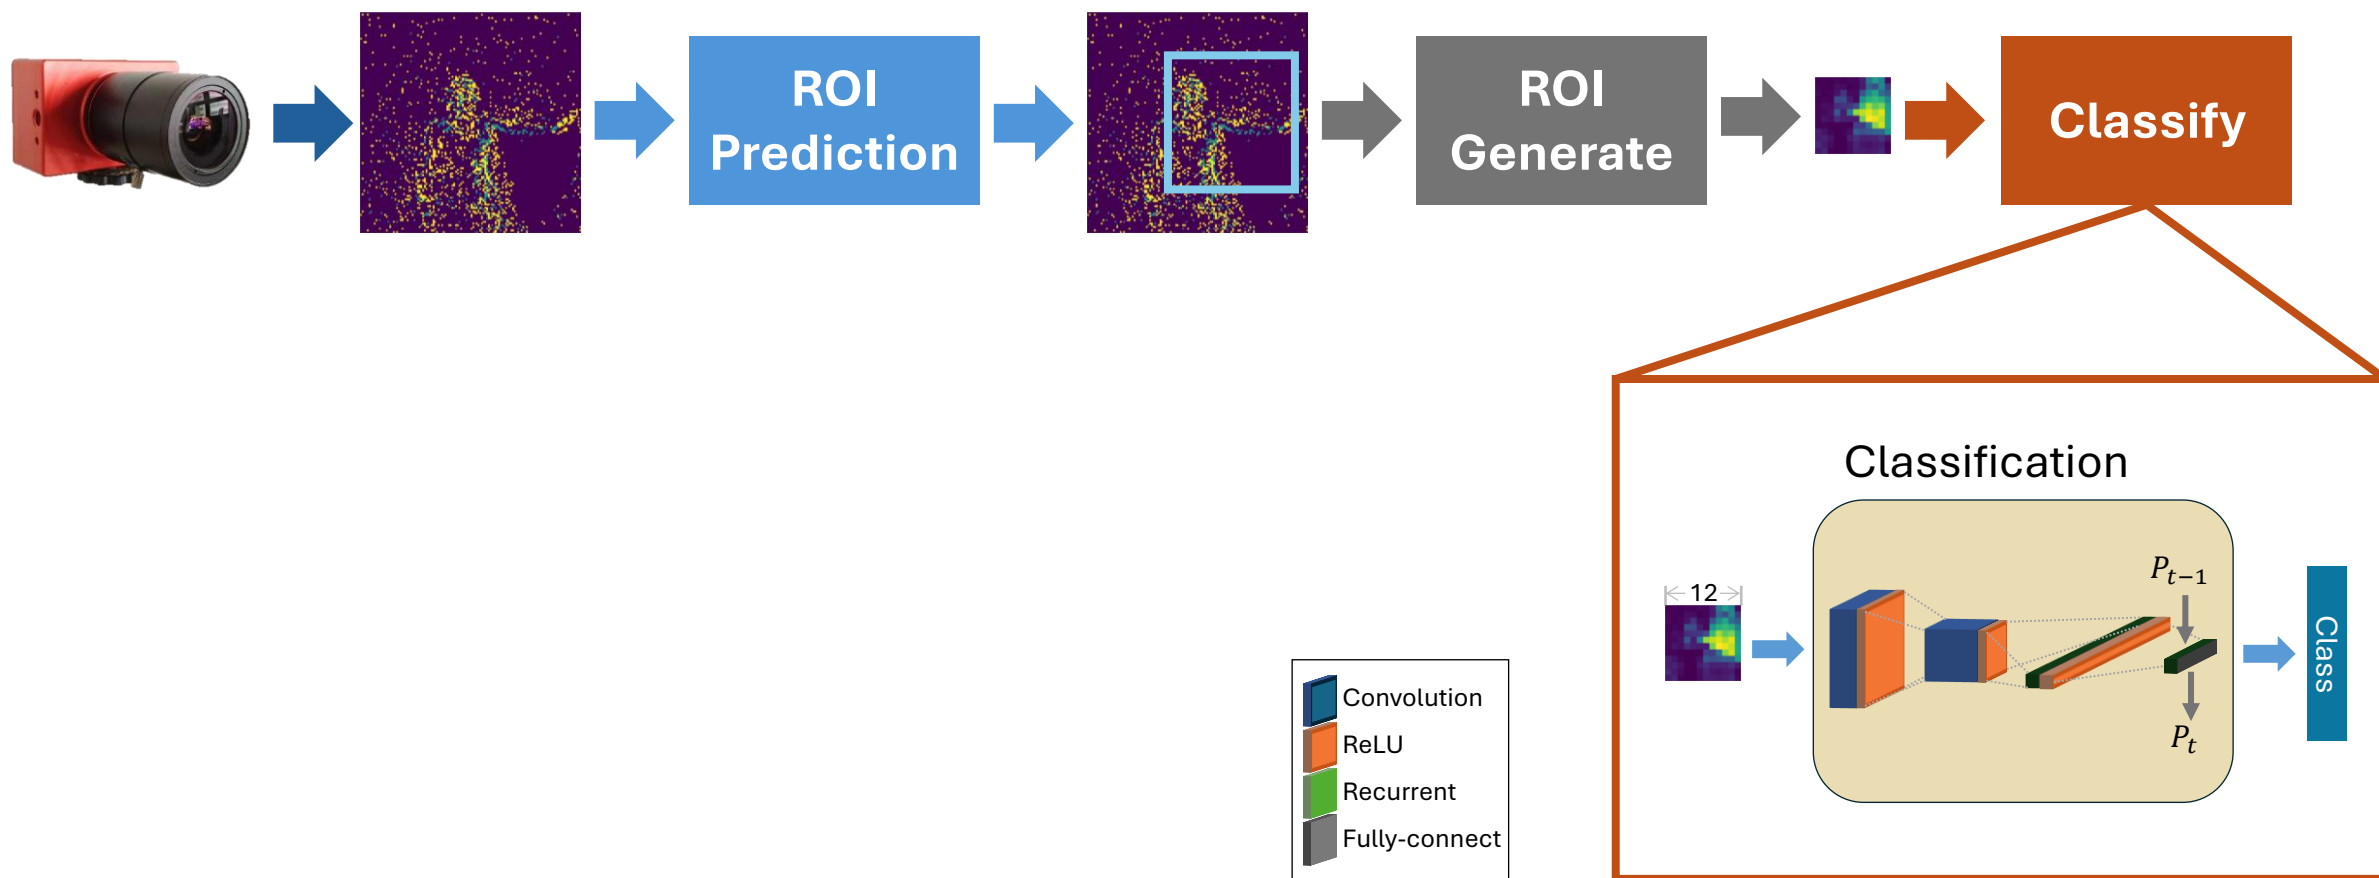 ROI
Prediction
ROI
Generate
Classify
Classification
12
P_{t-1}
P_t
Class
Convolution
ReLU
Recurrent
Fully-connect